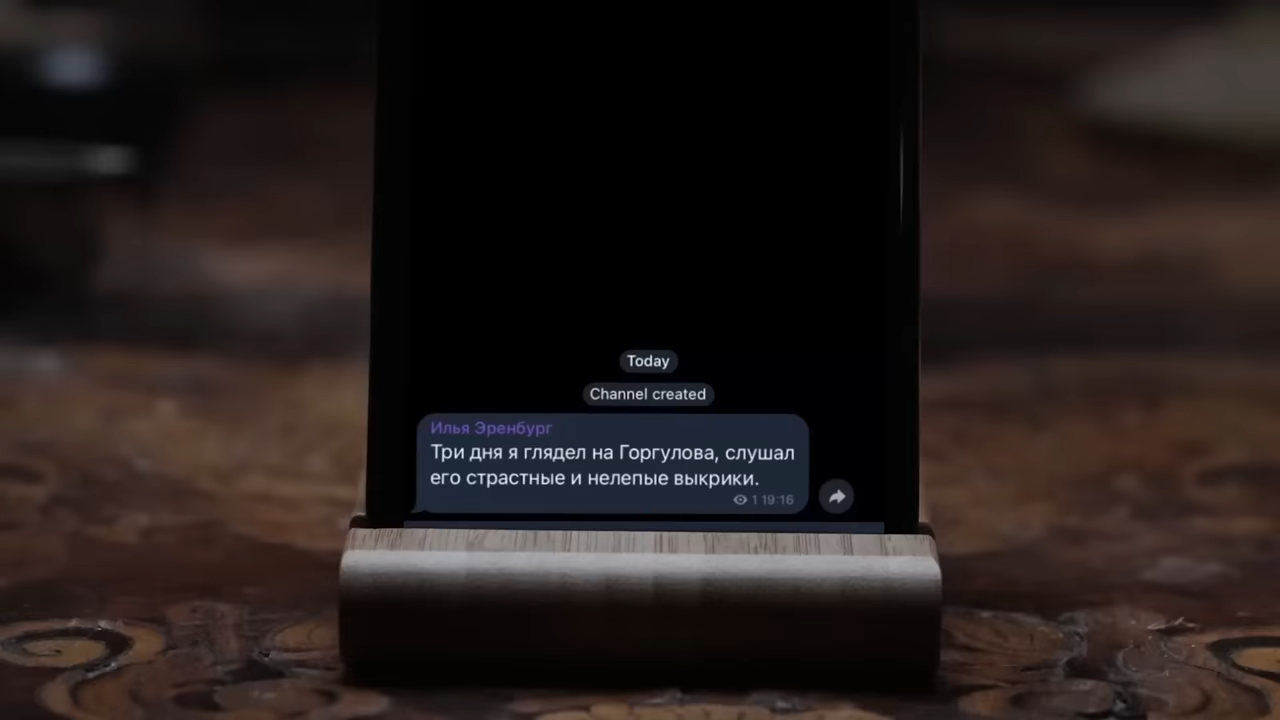 Today
Channel created
Илья Эренбург
Три дня я глядел на Горгулова, слушал
его страстные и нелепые выкрики.
1 19:16